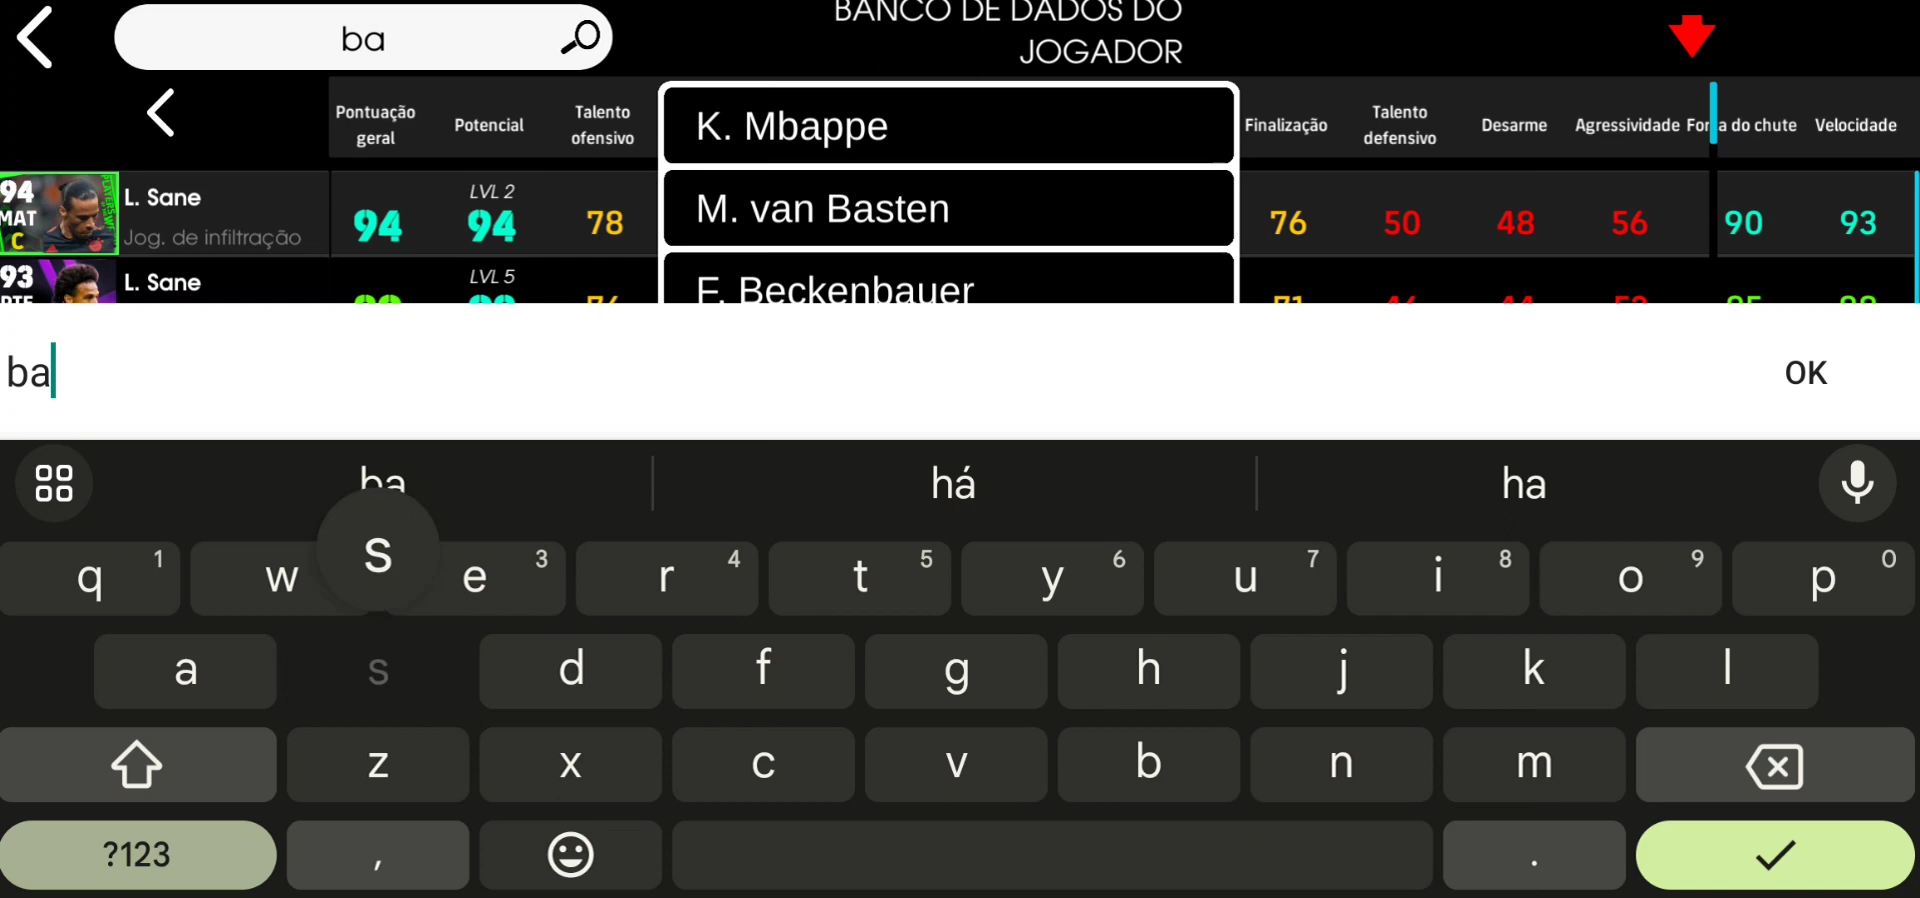 ba
BANCO DE DADOS DO
JOGADOR
Pontuação
geral
Potencial
Talento
ofensivo
Finalização
Talento
defensivo
Desarme
Agressividade
do chute
Velocidade
K. Mbappe
M. van Basten
F. Beckenbauer
94
MAT
C
L. Sane
Jog. de infiltração
94
LVL 2
94
78
76
50
48
56
90
93
93
L. Sane
LVL 5
ba
OK
ba
há
ha
q 1
w
s
e 3
r 4
t 5
y 6
u 7
i 8
o 9
p 0
a
s
d
f
g
h
j
k
l
z
x
c
v
b
n
m
?123
,
.